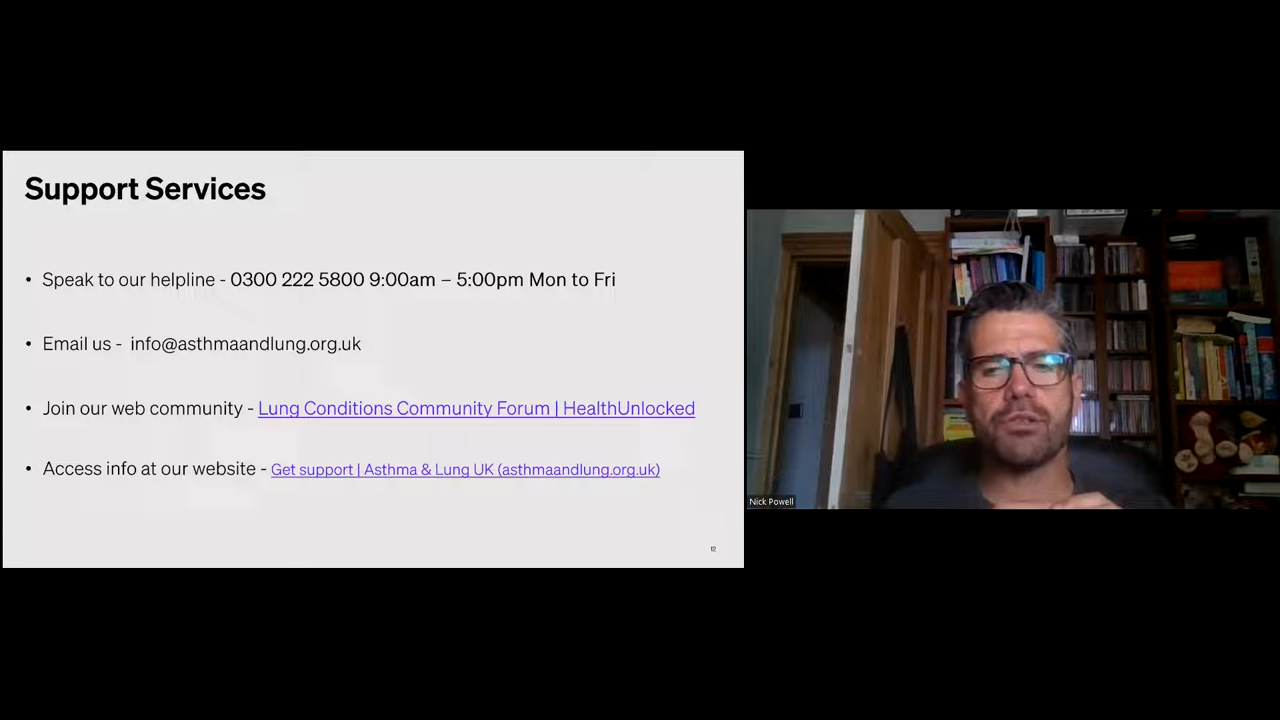 Support Services
• Speak to our helpline - 0300 222 5800 9:00am – 5:00pm Mon to Fri
• Email us - info@asthmaandlung.org.uk
• Join our web community - Lung Conditions Community Forum | HealthUnlocked
• Access info at our website - Get support | Asthma & Lung UK (asthmaandlung.org.uk)
12
Nick Powell